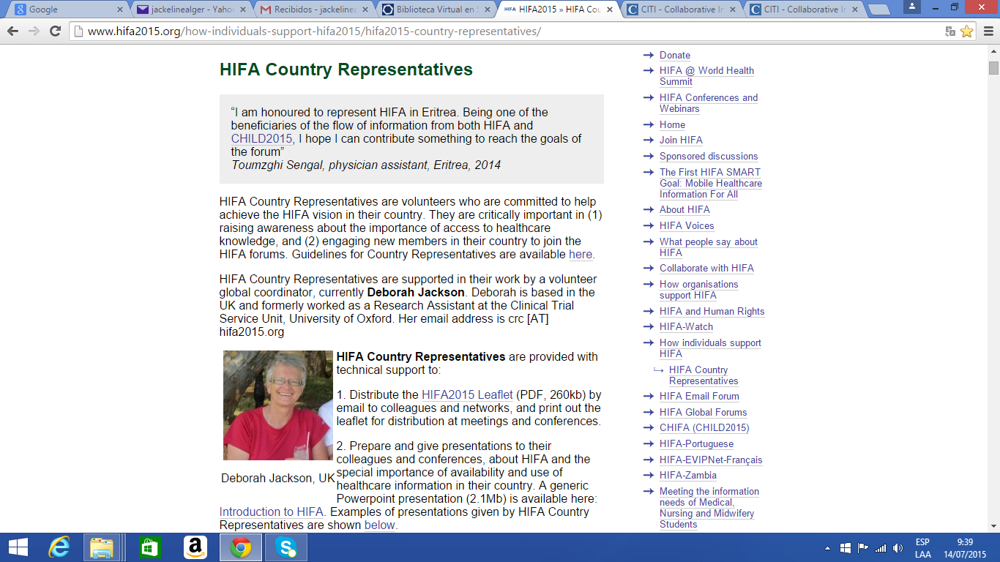 Google
jackelinealger - Yahoo
Recibidos - jackelinea
Biblioteca Virtual en S
HIFA2015 » HIFA Cou
CITI - Collaborative In
CITI - Collaborative In
www.hifa2015.org/how-individuals-support-hifa2015/hifa2015-country-representatives/
HIFA Country Representatives
“I am honoured to represent HIFA in Eritrea. Being one of the
beneficiaries of the flow of information from both HIFA and
CHILD2015, I hope I can contribute something to reach the goals of
the forum”
Toumzghi Sengal, physician assistant, Eritrea, 2014
HIFA Country Representatives are volunteers who are committed to help
achieve the HIFA vision in their country. They are critically important in (1)
raising awareness about the importance of access to healthcare
knowledge, and (2) engaging new members in their country to join the
HIFA forums. Guidelines for Country Representatives are available here.
HIFA Country Representatives are supported in their work by a volunteer
global coordinator, currently Deborah Jackson. Deborah is based in the
UK and formerly worked as a Research Assistant at the Clinical Trial
Service Unit, University of Oxford. Her email address is crc [AT]
hifa2015.org
HIFA Country Representatives are provided with
technical support to:
1. Distribute the HIFA2015 Leaflet (PDF, 260kb) by
email to colleagues and networks, and print out the
leaflet for distribution at meetings and conferences.
2. Prepare and give presentations to their
colleagues and conferences, about HIFA and the
special importance of availability and use of
healthcare information in their country. A generic
Powerpoint presentation (2.1Mb) is available here:
Introduction to HIFA. Examples of presentations given by HIFA Country
Representatives are shown below.
Deborah Jackson, UK
Donate
HIFA @ World Health
Summit
HIFA Conferences and
Webinars
Home
Join HIFA
Sponsored discussions
The First HIFA SMART
Goal: Mobile Healthcare
Information For All
About HIFA
HIFA Voices
What people say about
HIFA
Collaborate with HIFA
How organisations
support HIFA
HIFA and Human Rights
HIFA-Watch
How individuals support
HIFA
HIFA Country
Representatives
HIFA Email Forum
HIFA Global Forums
CHIFA (CHILD2015)
HIFA-Portuguese
HIFA-EVIPNet-Français
HIFA-Zambia
Meeting the information
needs of Medical,
Nursing and Midwifery
Students
ESP
LAA
9:39
14/07/2015